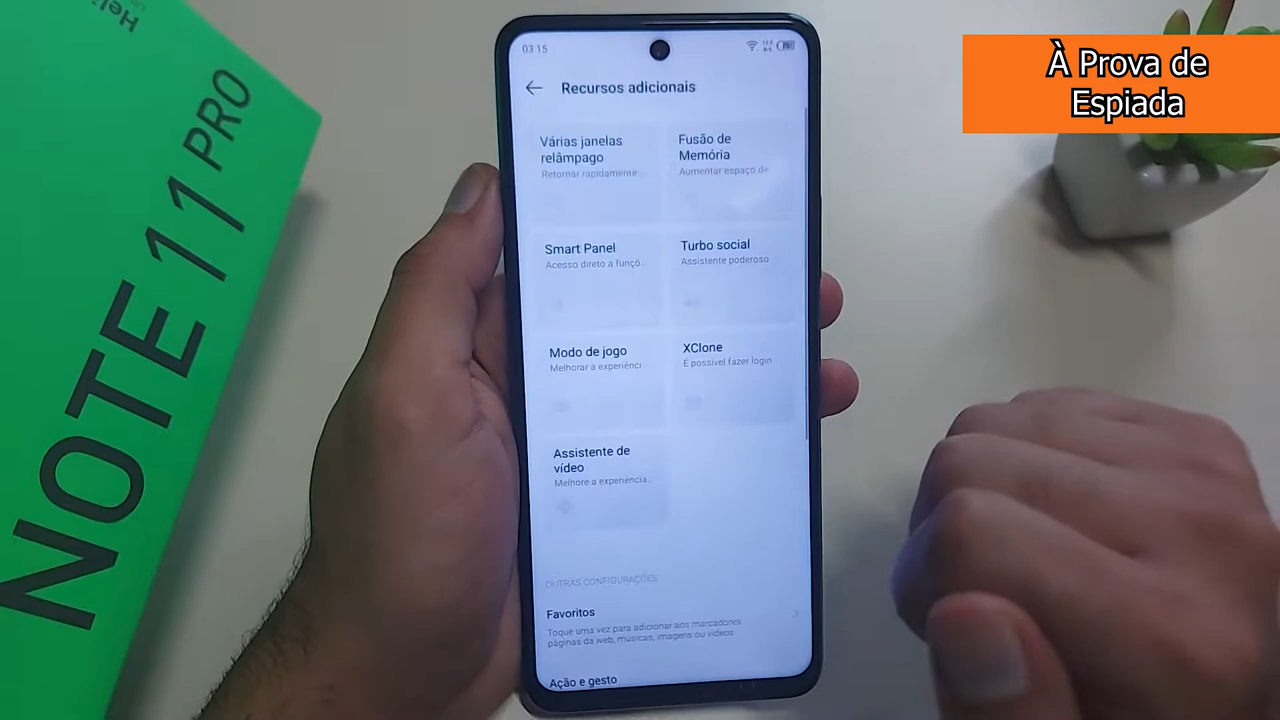 À Prova de
Espiada
NOTE 11 PRO
03:15
Recursos adicionais
Várias janelas
relâmpago
Retornar rapidamente...
Fusão de
Memória
Aumentar espaço de
Smart Panel
Acesso direto a funçõ...
Turbo social
Assistente poderoso
Modo de jogo
Melhorar a experiênci
XClone
É possível fazer login
Assistente de
vídeo
Melhore a experiência...
OUTRAS CONFIGURAÇÕES
Favoritos
Toque uma vez para adicionar aos marcadores
páginas da web, músicas, imagens ou vídeos
Ação e gesto